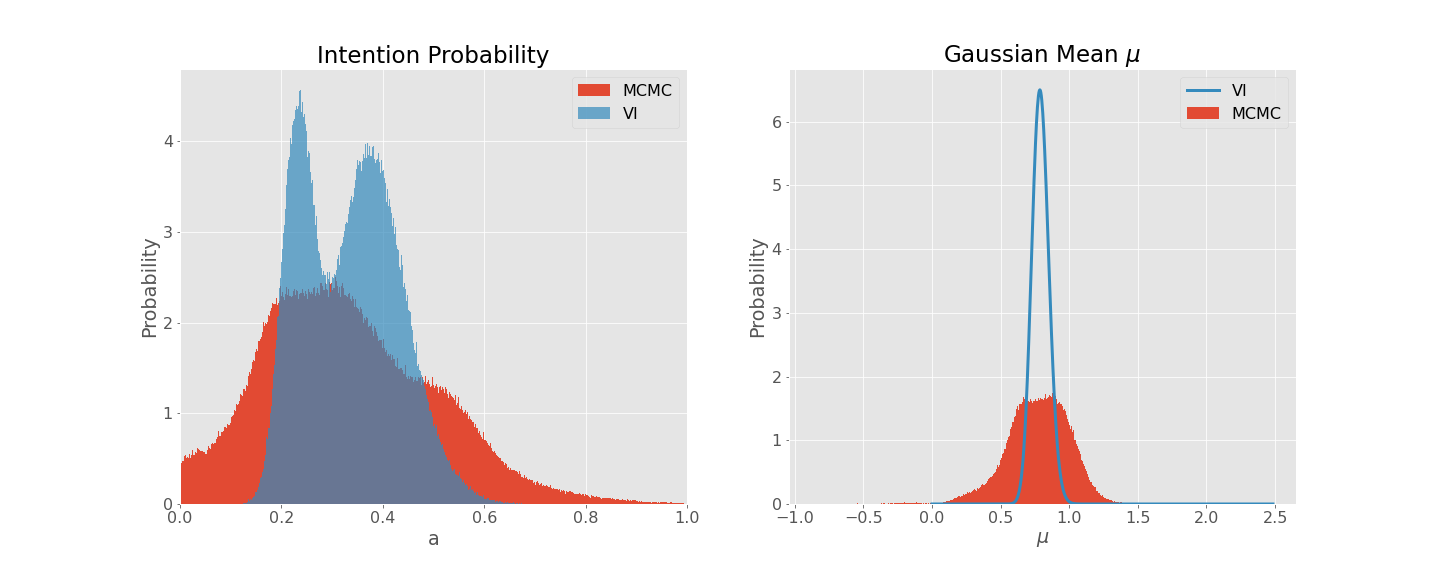 Intention Probability
MCMC
VI
4
3
2
1
0
Probability
0.0 0.2 0.4 0.6 0.8 1.0
a
Gaussian Mean μ
VI
MCMC
6
5
4
3
2
1
0
Probability
−1.0 −0.5 0.0 0.5 1.0 1.5 2.0 2.5
μ